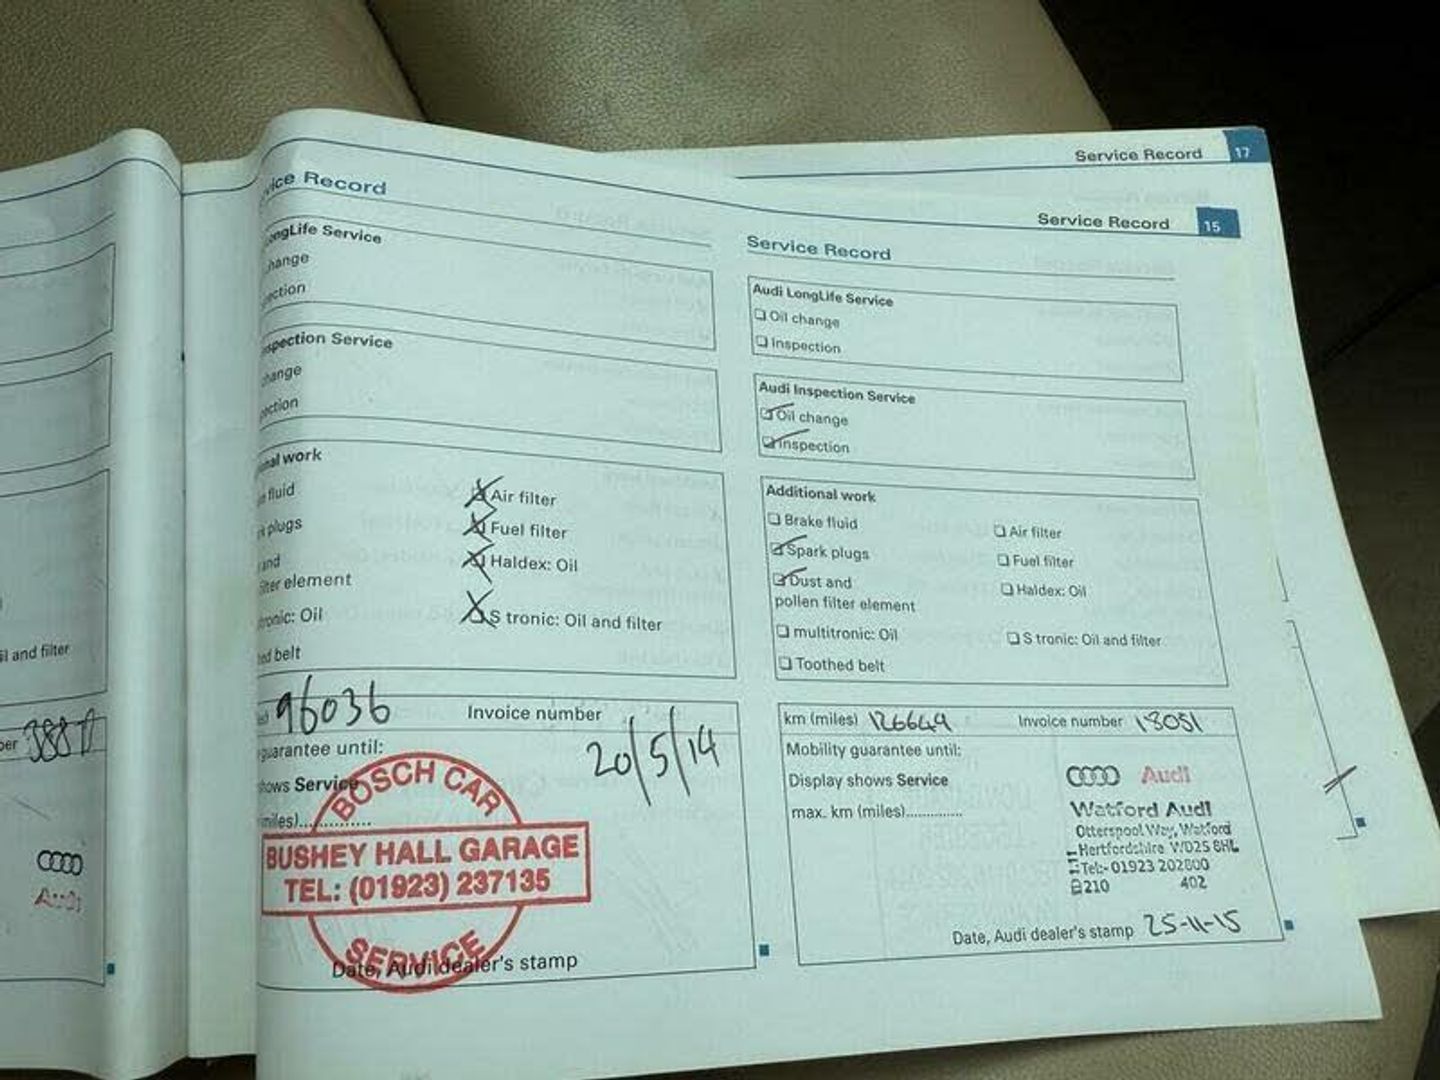 Service Record 17
Service Record 15
vice Record
ongLife Service
hange
ection
spection Service
change
pection
nal work
fluid
plugs
and
ilter element
tronic: Oil
ed belt
Air filter
Fuel filter
Haldex: Oil
S tronic: Oil and filter
96036 Invoice number
guarantee until:
20/5/14
hows Service
miles)..............
BOSCH CAR
BUSHEY HALL GARAGE
TEL: (01923) 237135
SERVICE
Date, Audi dealer's stamp
Service Record
Audi LongLife Service
Oil change
Inspection
Audi Inspection Service
Oil change
Inspection
Additional work
Brake fluid Air filter
Spark plugs Fuel filter
Dust and Haldex: Oil
pollen filter element
multitronic: Oil S tronic: Oil and filter
Toothed belt
km (miles) 126649 Invoice number 18051
Mobility guarantee until:
Display shows Service
max. km (miles)..............
Audi
Watford Audi
Otterspool Way, Watford
Hertfordshire WD25 8HL
Tel:- 01923 202800
210 402
Date, Audi dealer's stamp 25-11-15
il and filter
ber
Audi